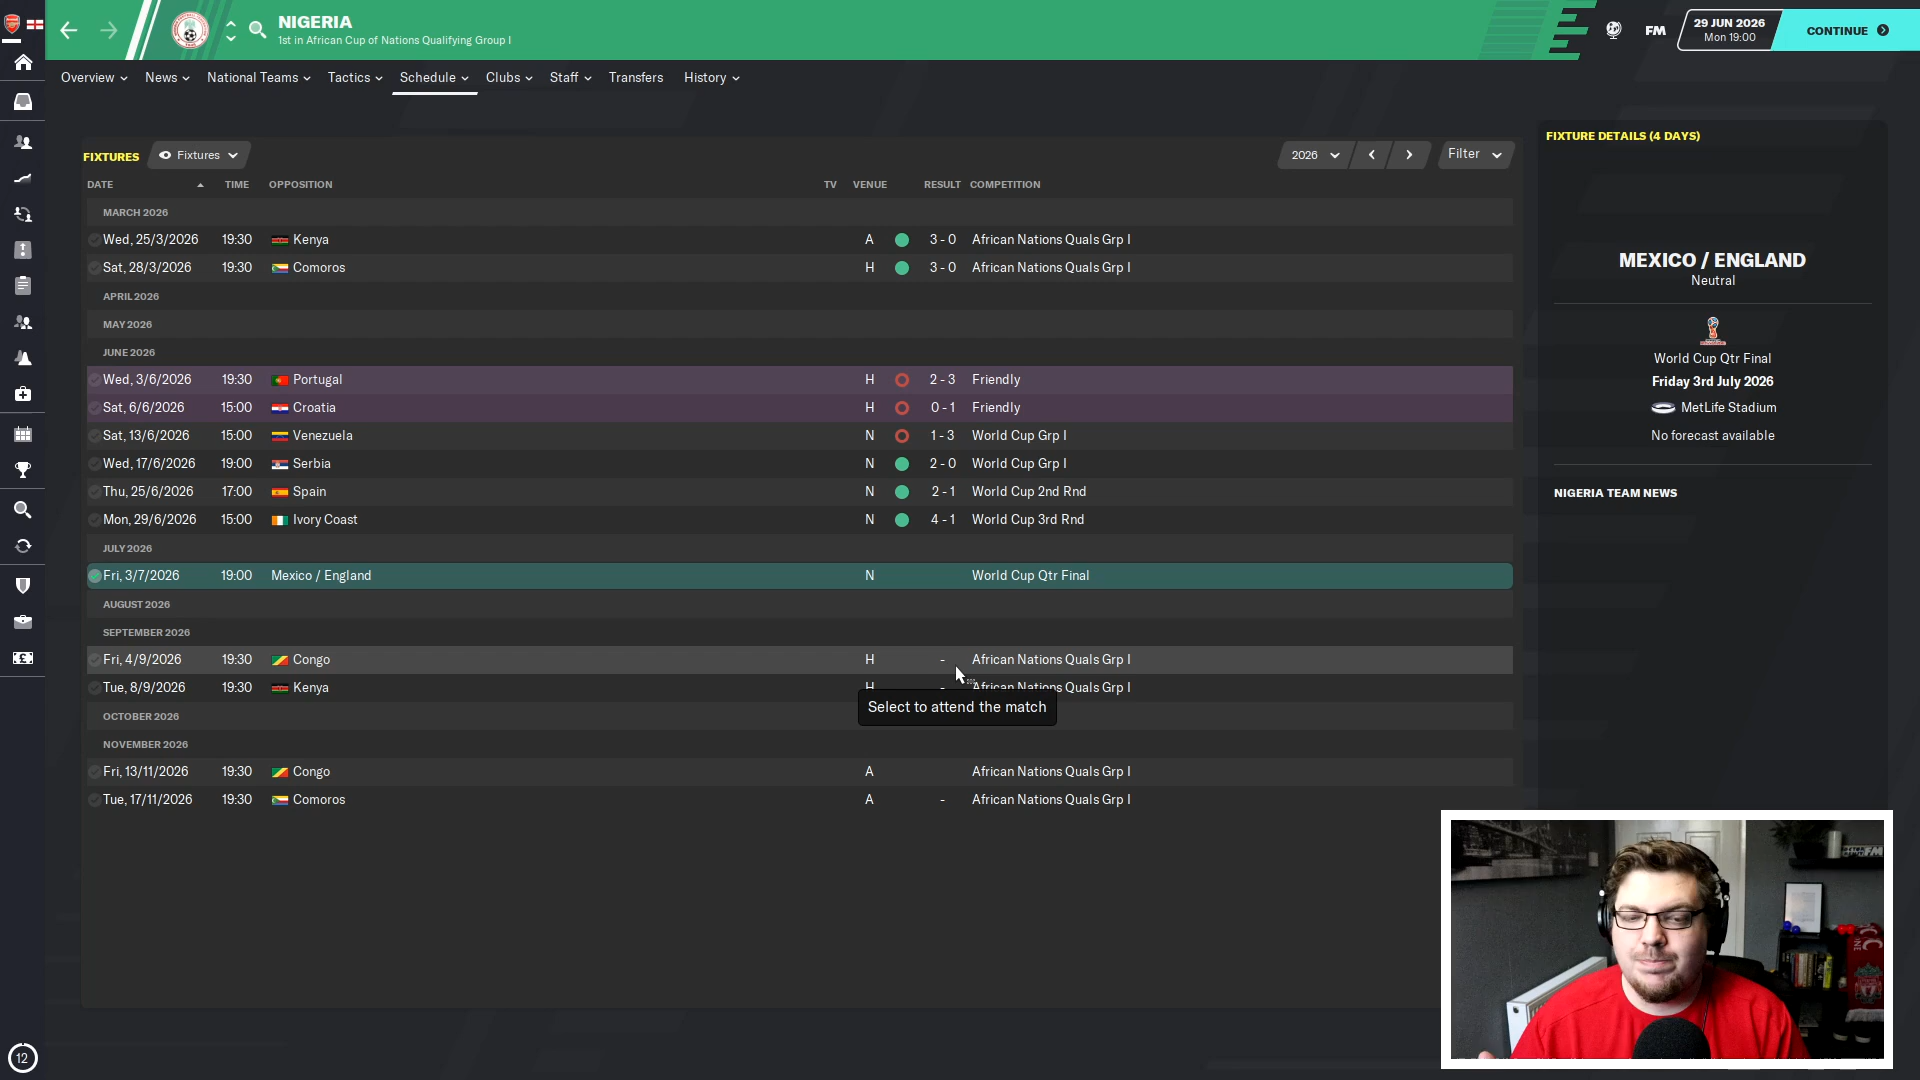 NIGERIA
1st in African Cup of Nations Qualifying Group I
FM
29 JUN 2026
Mon 19:00
CONTINUE
Overview News National Teams Tactics Schedule Clubs Staff Transfers History
FIXTURES Fixtures 2026 Filter
DATE TIME OPPOSITION TV VENUE RESULT COMPETITION
MARCH 2026
Wed, 25/3/2026 19:30 Kenya A 3 - 0 African Nations Quals Grp I
Sat, 28/3/2026 19:30 Comoros H 3 - 0 African Nations Quals Grp I
APRIL 2026
MAY 2026
JUNE 2026
Wed, 3/6/2026 19:30 Portugal H 2 - 3 Friendly
Sat, 6/6/2026 15:00 Croatia H 0 - 1 Friendly
Sat, 13/6/2026 15:00 Venezuela N 1 - 3 World Cup Grp I
Wed, 17/6/2026 19:00 Serbia N 2 - 0 World Cup Grp I
Thu, 25/6/2026 17:00 Spain N 2 - 1 World Cup 2nd Rnd
Mon, 29/6/2026 15:00 Ivory Coast N 4 - 1 World Cup 3rd Rnd
JULY 2026
Fri, 3/7/2026 19:00 Mexico / England N World Cup Qtr Final
AUGUST 2026
SEPTEMBER 2026
Fri, 4/9/2026 19:30 Congo H - African Nations Quals Grp I
Tue, 8/9/2026 19:30 Kenya H - African Nations Quals Grp I
Select to attend the match
OCTOBER 2026
NOVEMBER 2026
Fri, 13/11/2026 19:30 Congo A African Nations Quals Grp I
Tue, 17/11/2026 19:30 Comoros A - African Nations Quals Grp I
FIXTURE DETAILS (4 DAYS)
MEXICO / ENGLAND
Neutral
World Cup Qtr Final
Friday 3rd July 2026
MetLife Stadium
No forecast available
NIGERIA TEAM NEWS
12